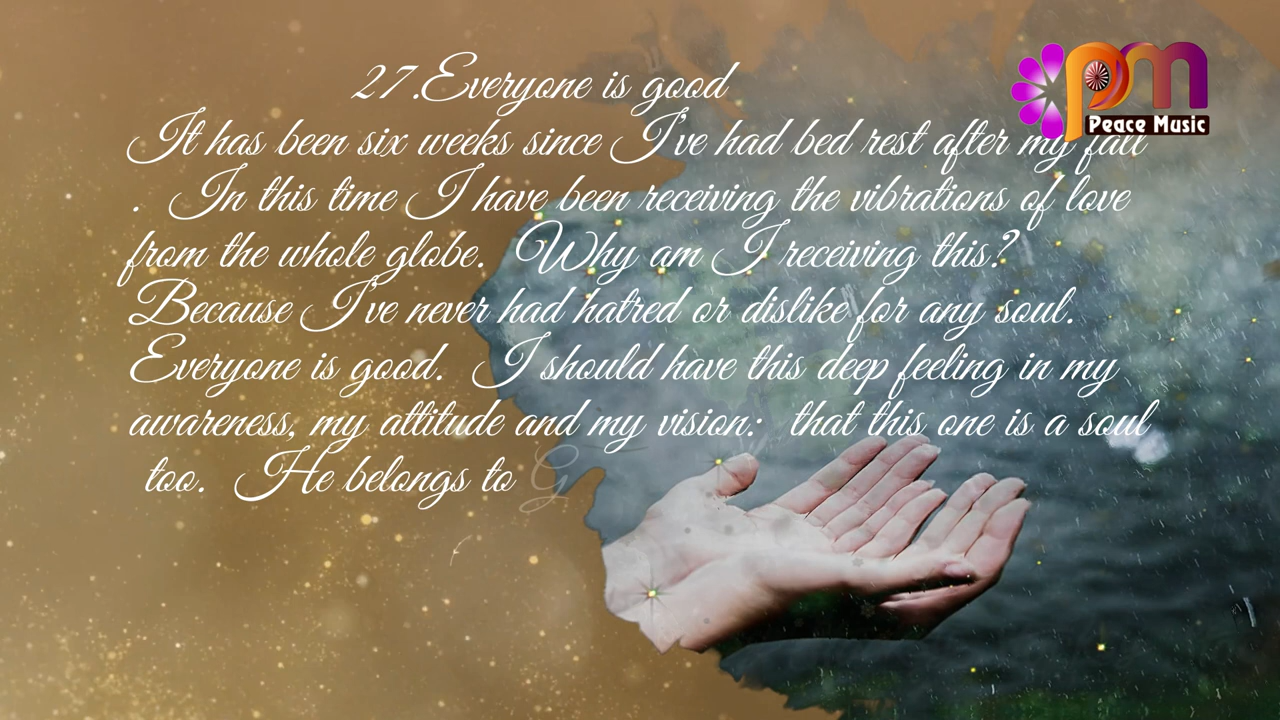 27.Everyone is good
It has been six weeks since I've had bed rest after my fall
. In this time I have been receiving the vibrations of love
from the whole globe. Why am I receiving this?
Because I've never had hatred or dislike for any soul.
Everyone is good. I should have this deep feeling in my
awareness, my attitude and my vision: that this one is a soul
too. He belongs to G
pm
Peace Music